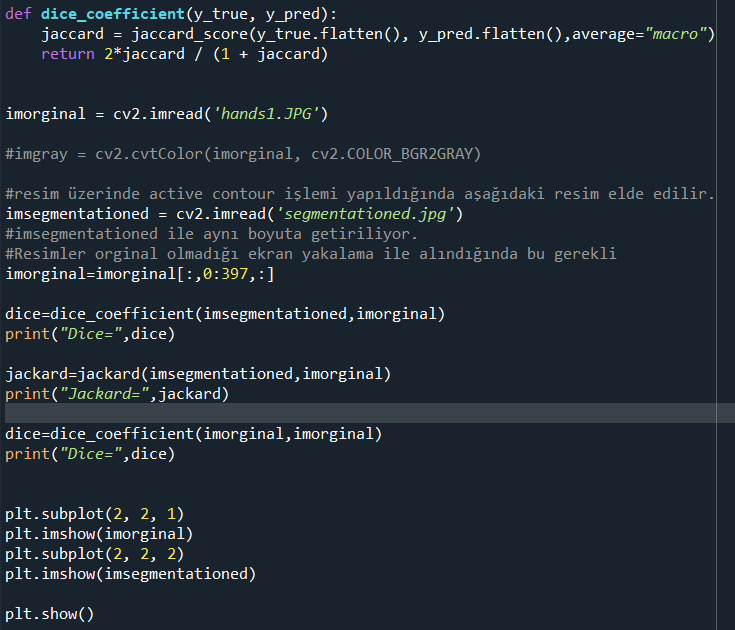 def dice_coefficient(y_true, y_pred):
    jaccard = jaccard_score(y_true.flatten(), y_pred.flatten(),average="macro")
    return 2*jaccard / (1 + jaccard)
imorginal = cv2.imread('hands1.JPG')
#imgray = cv2.cvtColor(imorginal, cv2.COLOR_BGR2GRAY)
#resim üzerinde active contour işlemi yapıldığında aşağıdaki resim elde edilir.
imsegmentationed = cv2.imread('segmentationed.jpg')
#imsegmentationed ile aynı boyuta getiriliyor.
#Resimler orginal olmadığı ekran yakalama ile alındığında bu gerekli
imorginal=imorginal[:,0:397,:]
dice=dice_coefficient(imsegmentationed,imorginal)
print("Dice=",dice)
jackard=jackard(imsegmentationed,imorginal)
print("Jackard=",jackard)
dice=dice_coefficient(imorginal,imorginal)
print("Dice=",dice)
plt.subplot(2, 2, 1)
plt.imshow(imorginal)
plt.subplot(2, 2, 2)
plt.imshow(imsegmentationed)
plt.show()